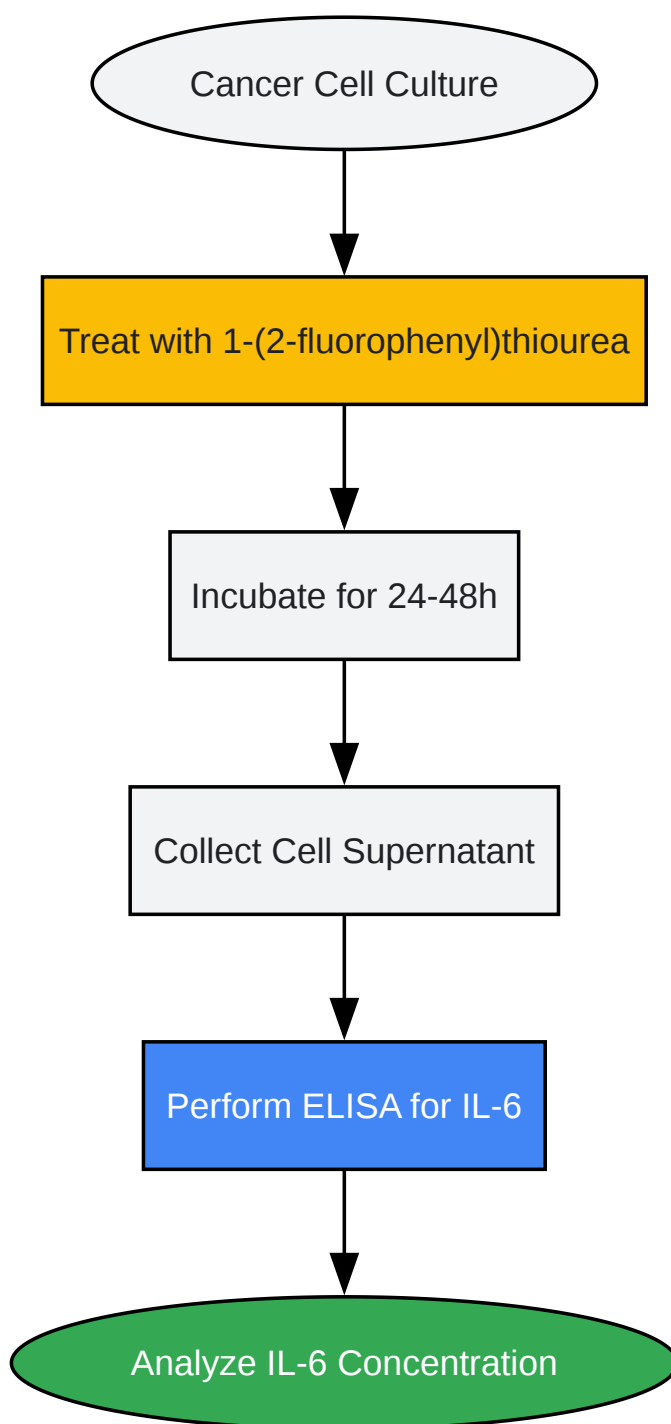 Cancer Cell Culture
Treat with 1-(2-fluorophenyl)thiourea
Incubate for 24-48h
Collect Cell Supernatant
Perform ELISA for IL-6
Analyze IL-6 Concentration